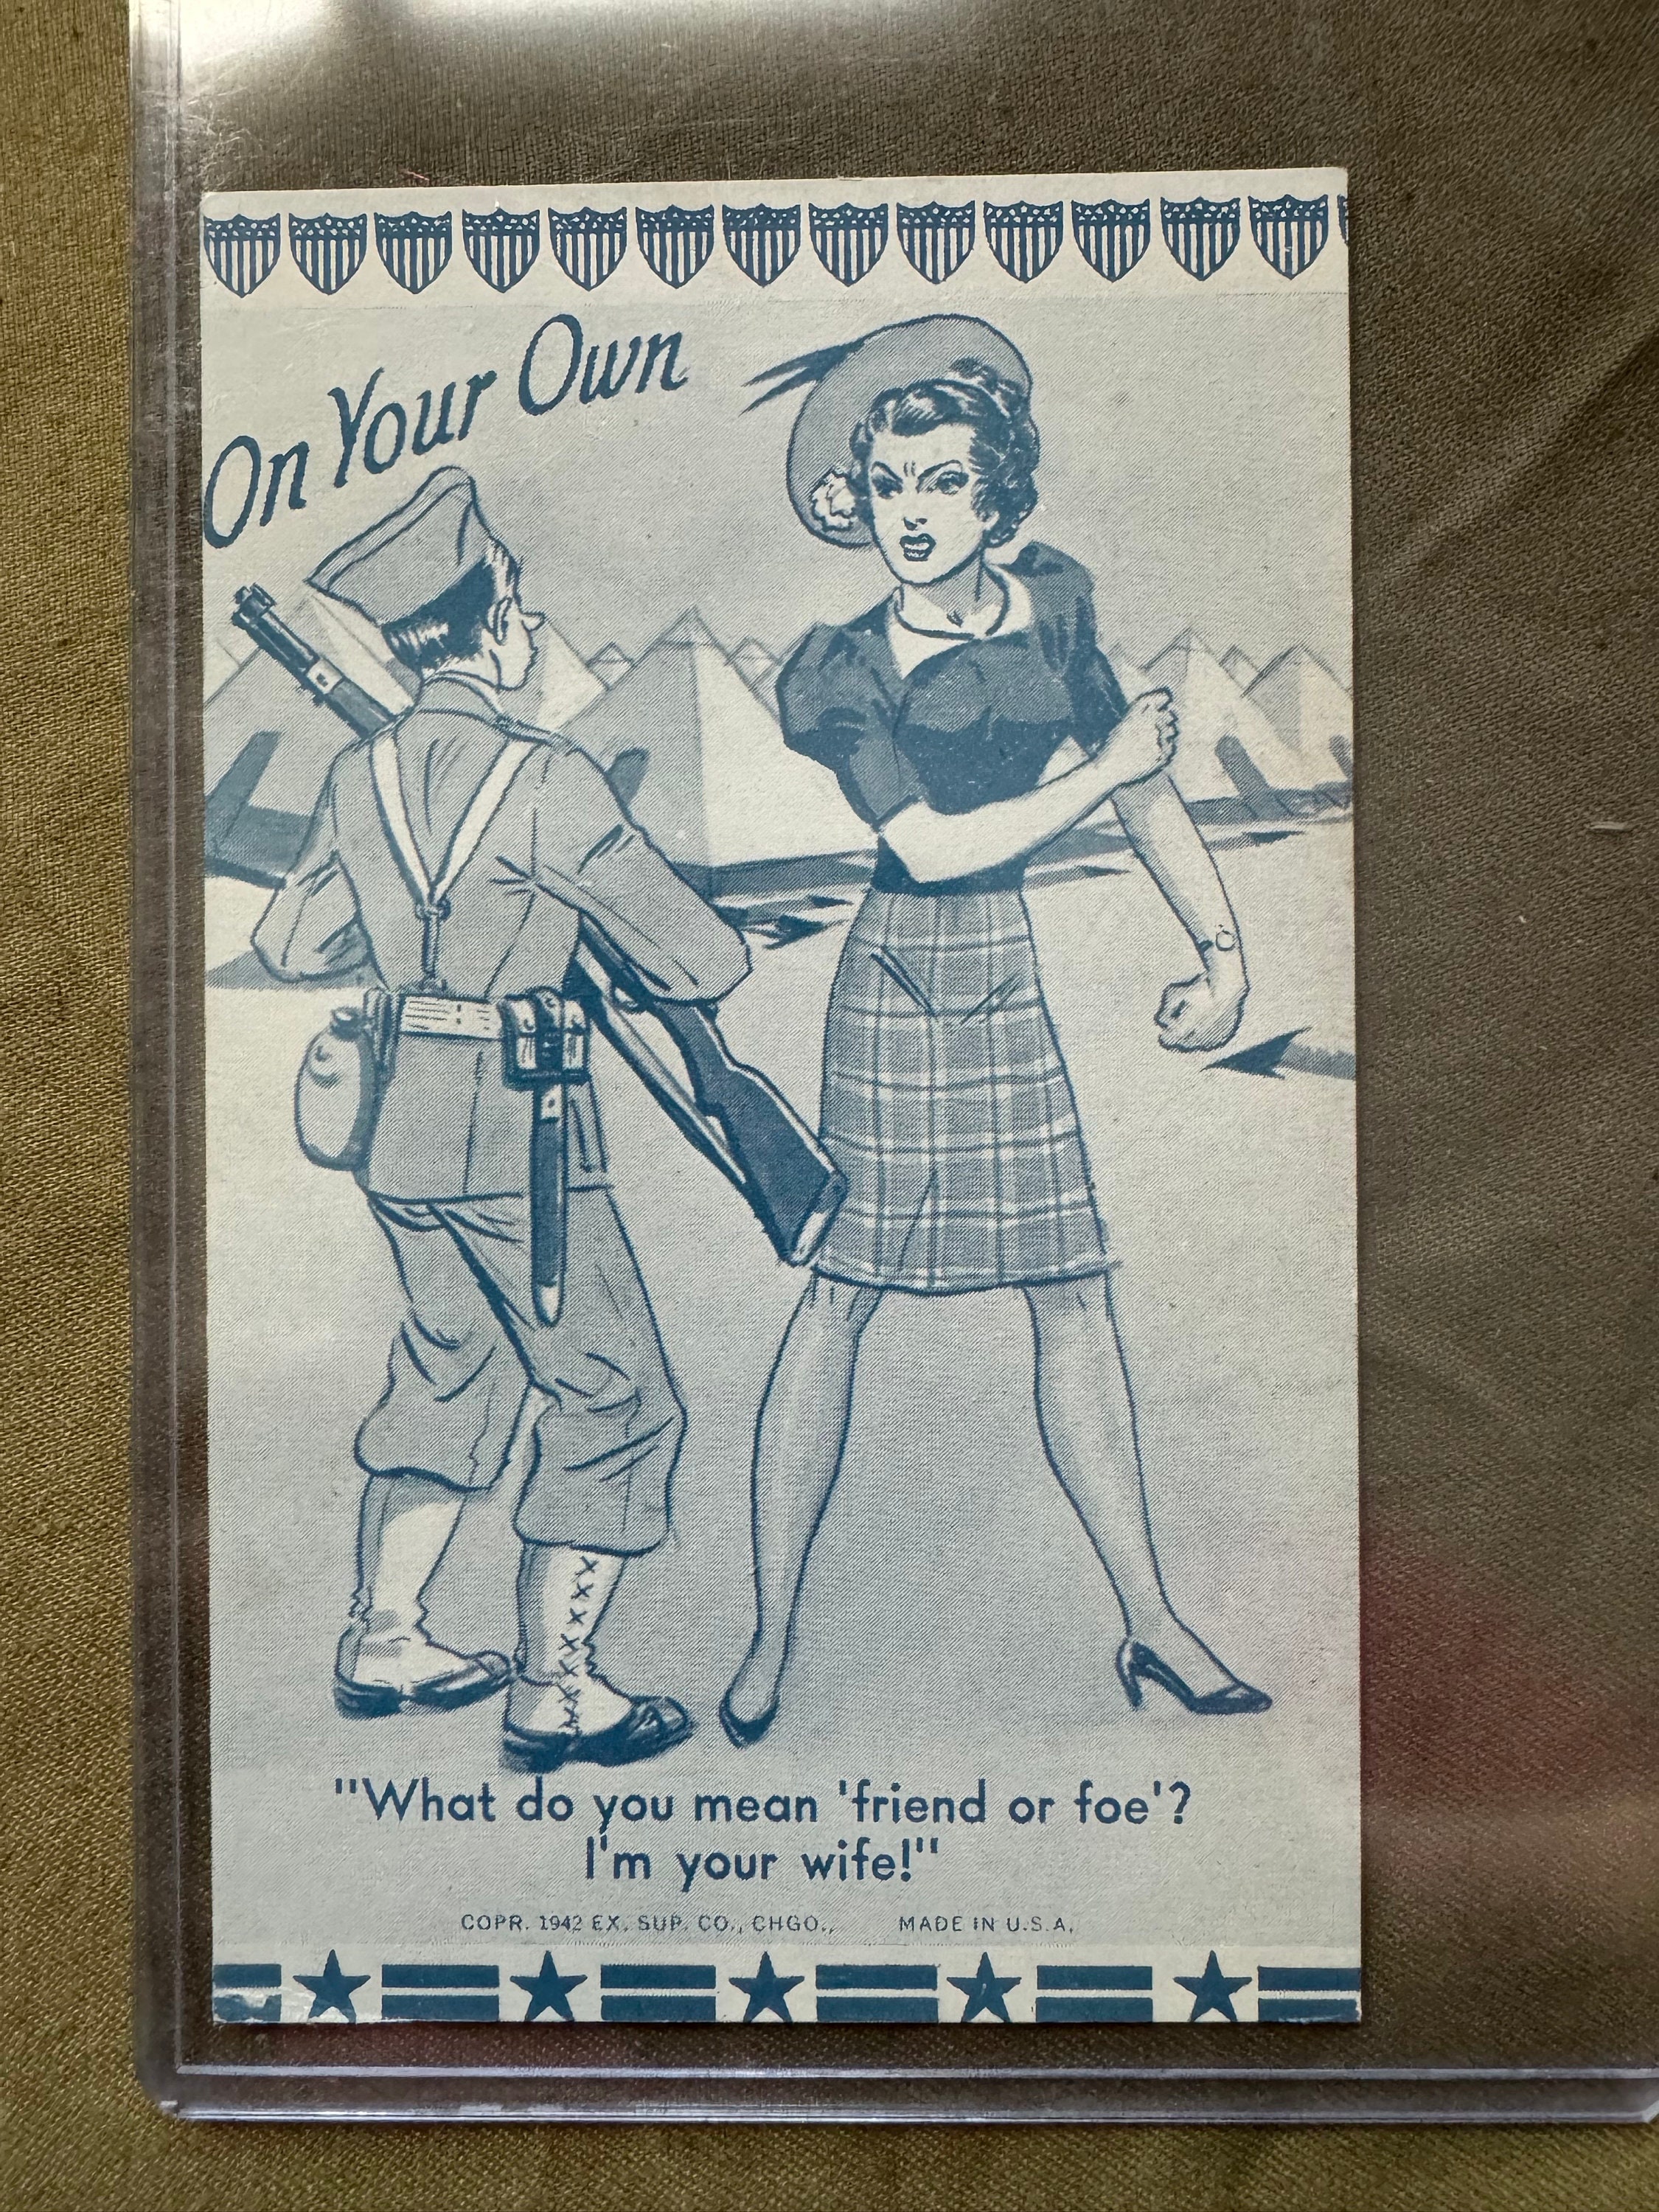 On Your Own
"What do you mean 'friend or foe'?
I'm your wife!"
COPR. 1942 EX. SUP. CO., CHGO., MADE IN U.S.A.